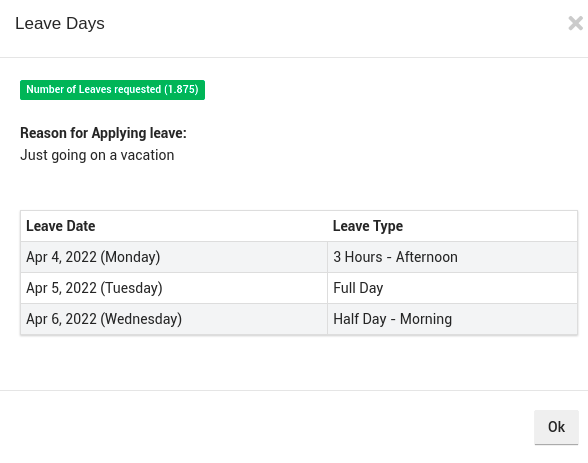 Leave Days
Number of Leaves requested (1.875)
Reason for Applying leave:
Just going on a vacation
Leave Date Leave Type
Apr 4, 2022 (Monday) 3 Hours - Afternoon
Apr 5, 2022 (Tuesday) Full Day
Apr 6, 2022 (Wednesday) Half Day - Morning
Ok